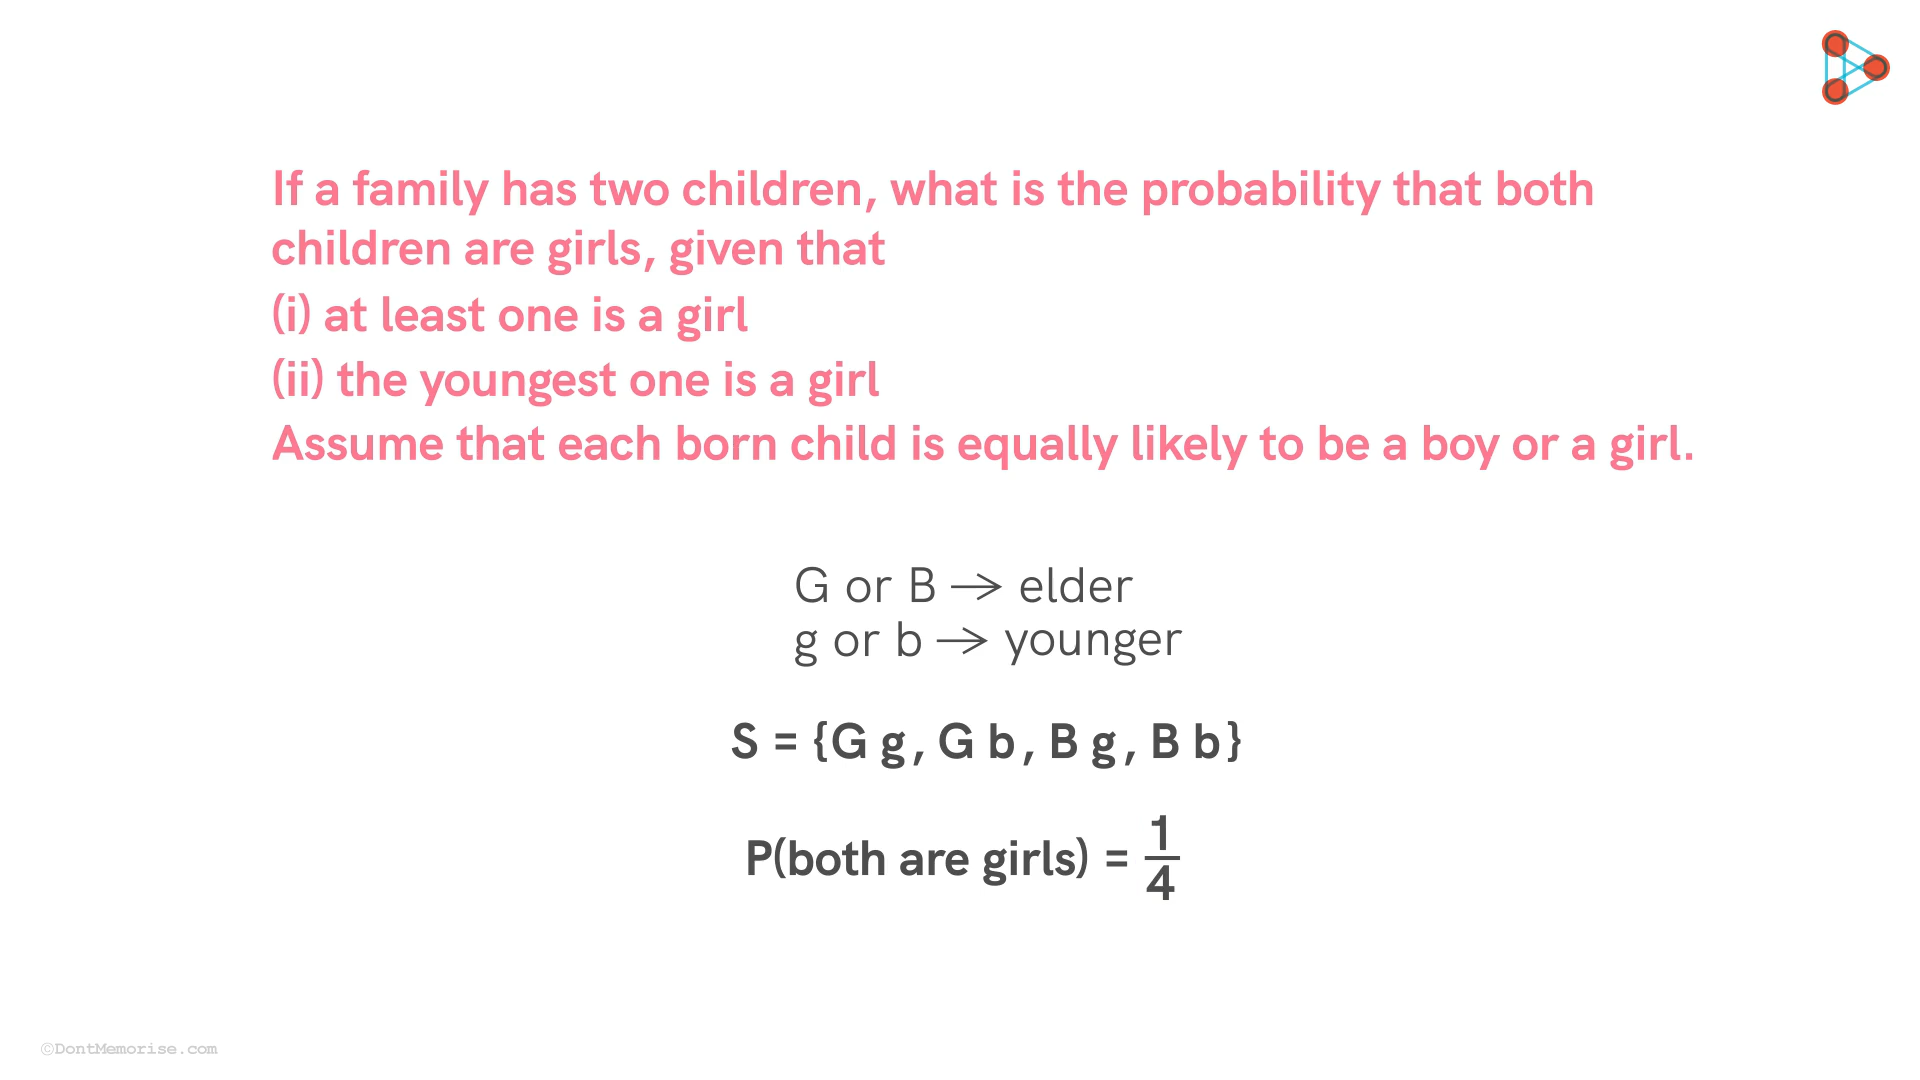 If a family has two children, what is the probability that both
children are girls, given that
(i) at least one is a girl
(ii) the youngest one is a girl
Assume that each born child is equally likely to be a boy or a girl.
G or B → elder
g or b → younger
S = {G g, G b, B g, B b}
P(both are girls) = 1/4
©DontMemorise.com